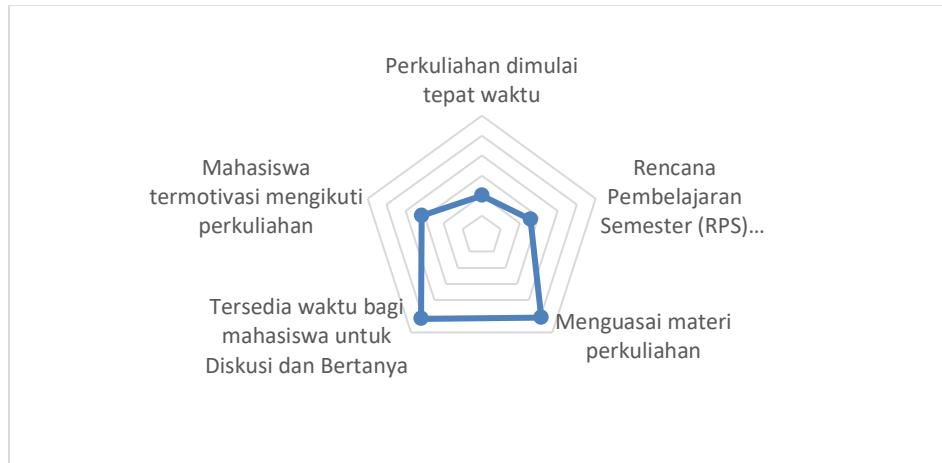 Perkuliahan dimulai
tepat waktu
Rencana
Pembelajaran
Semester (RPS)...
Menguasai materi
perkuliahan
Tersedia waktu bagi
mahasiswa untuk
Diskusi dan Bertanya
Mahasiswa
termotivasi mengikuti
perkuliahan